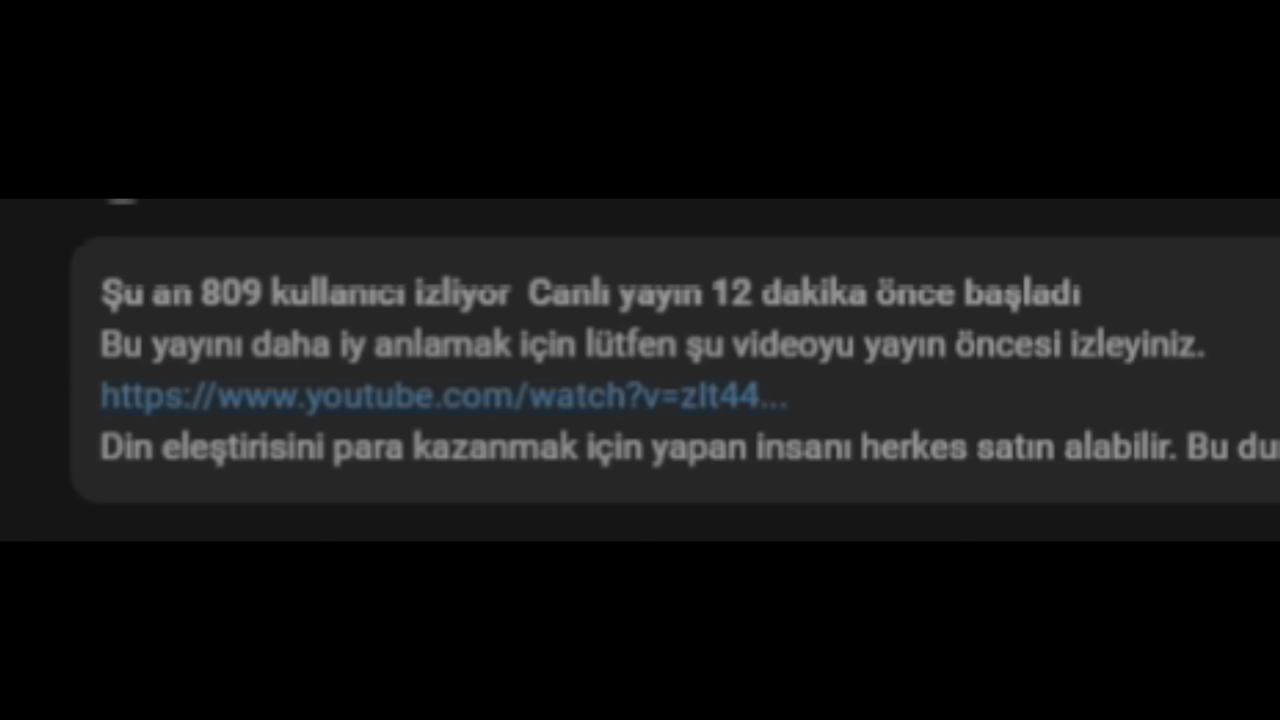 Şu an 809 kullanıcı izliyor Canlı yayın 12 dakika önce başladı
Bu yayını daha iy anlamak için lütfen şu videoyu yayın öncesi izleyiniz.
https://www.youtube.com/watch?v=zlt44...
Din eleştirisini para kazanmak için yapan insanı herkes satın alabilir. Bu du